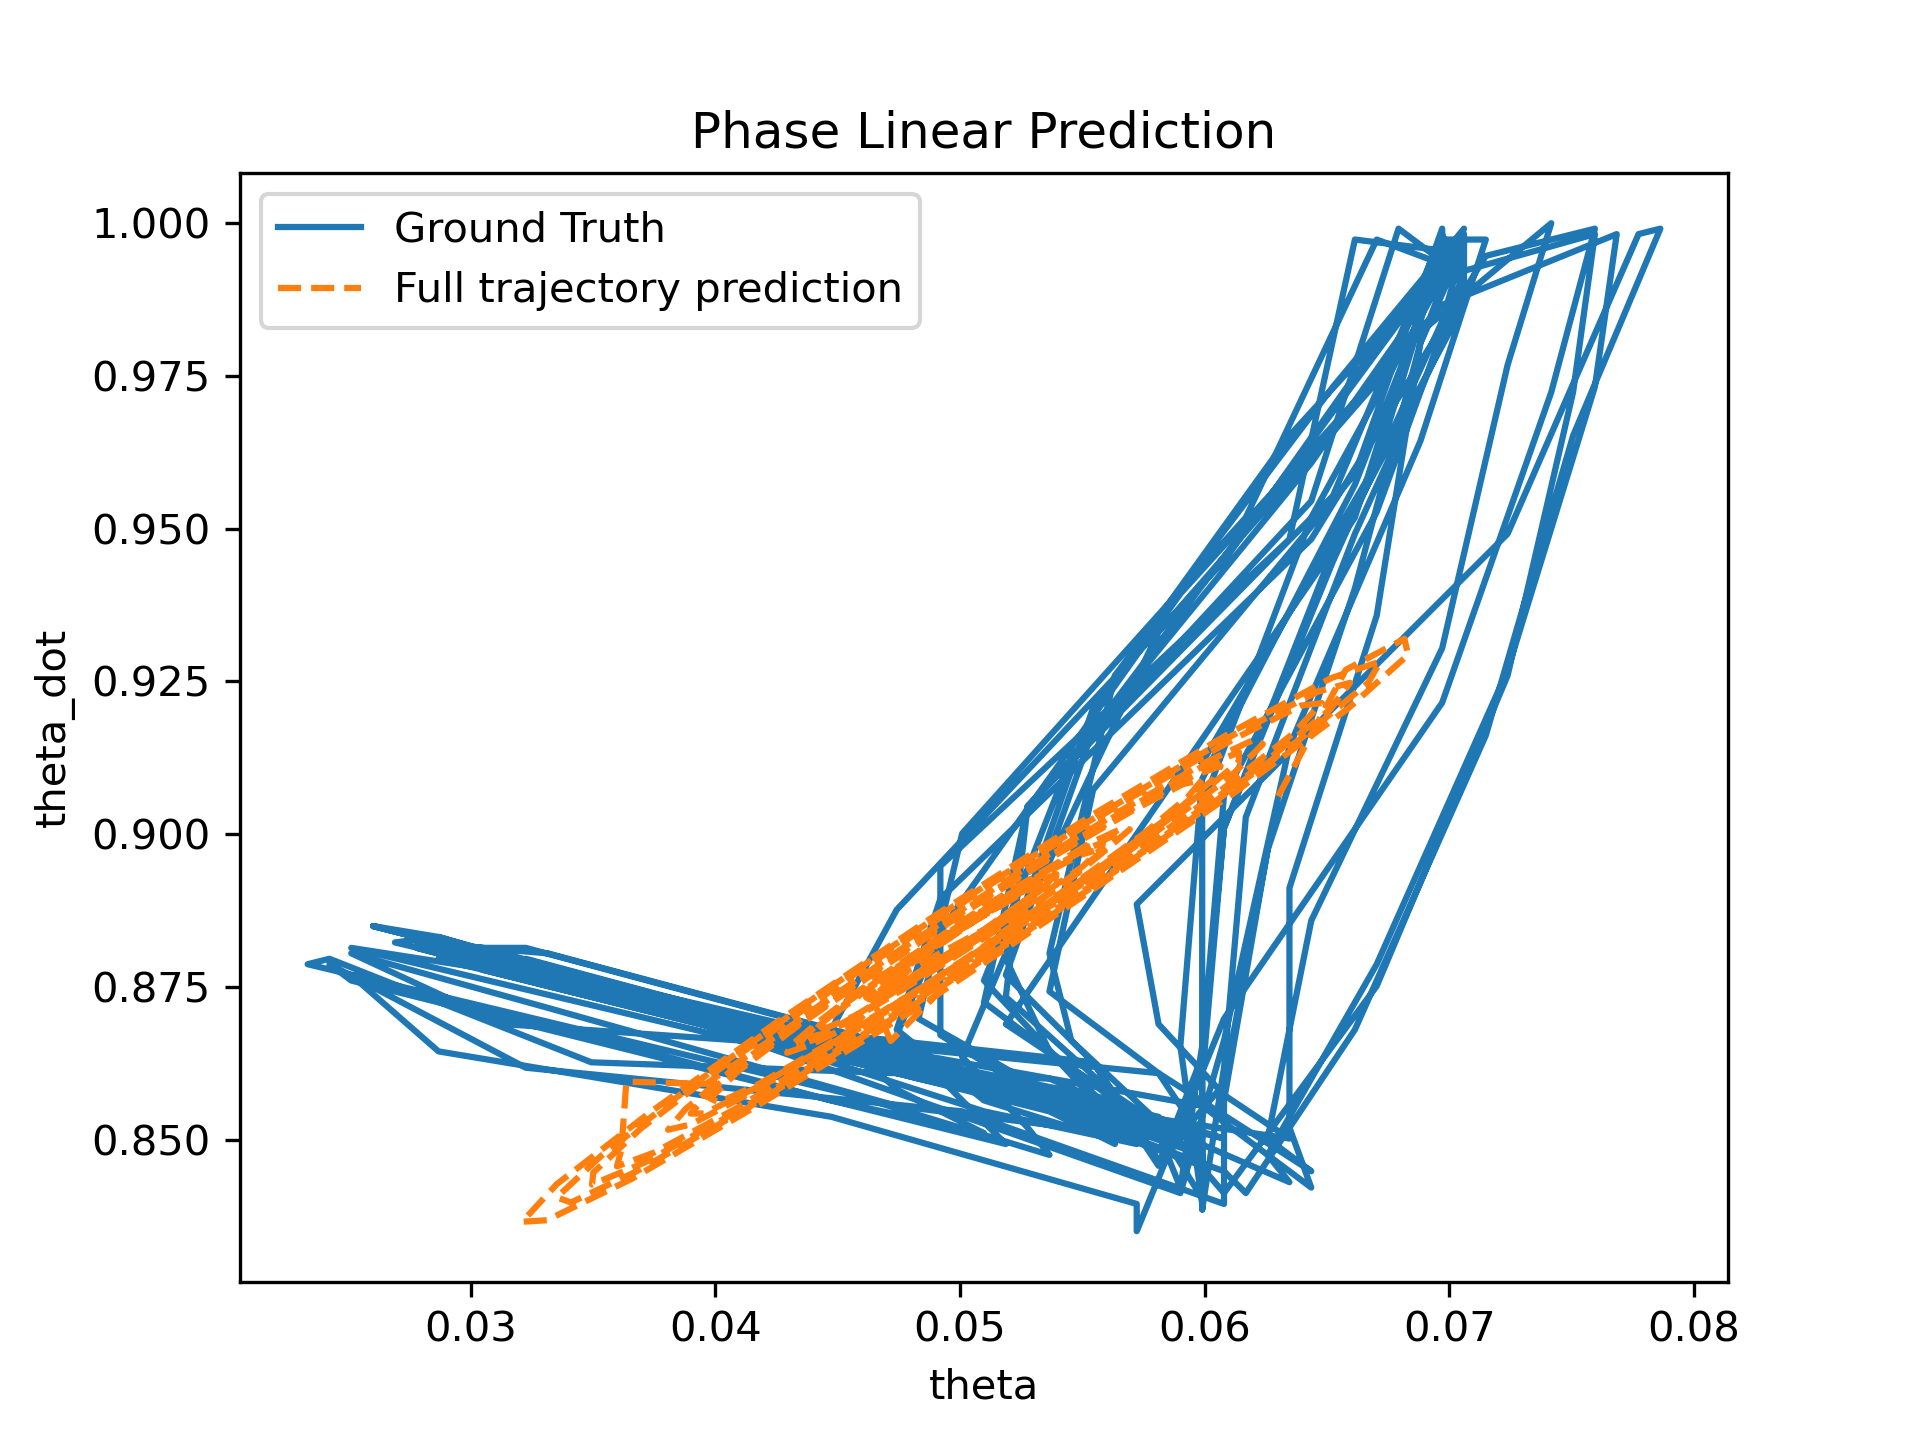 Phase Linear Prediction
Ground Truth
Full trajectory prediction
1.000
0.975
0.950
0.925
0.900
0.875
0.850
theta_dot
0.03 0.04 0.05 0.06 0.07 0.08
theta